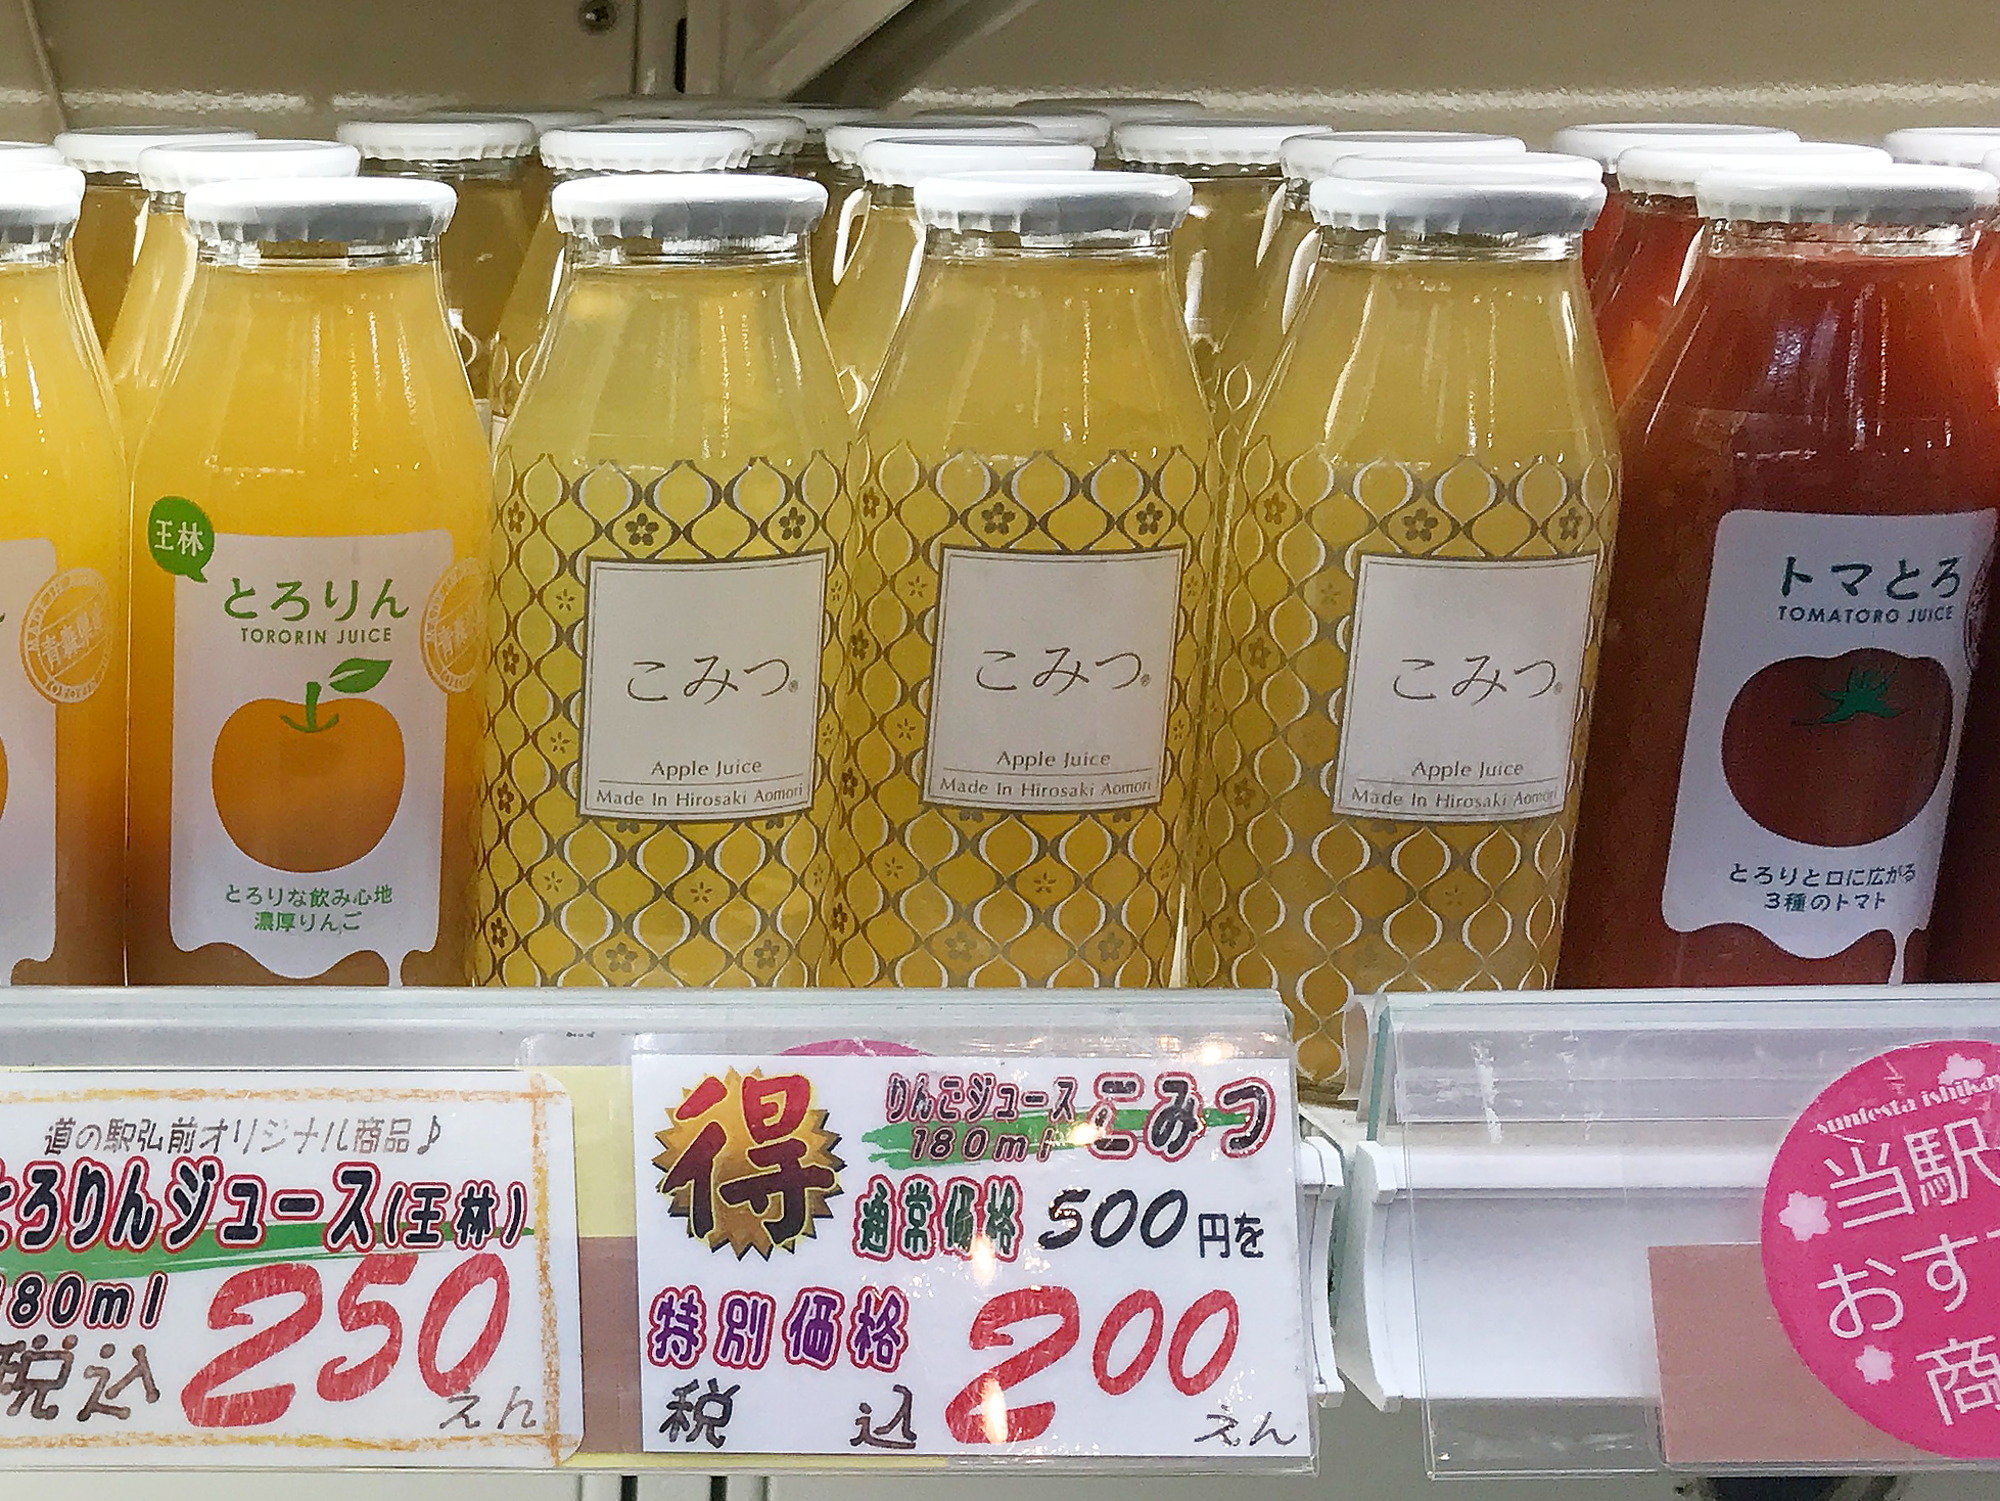 王林
とろりん
TORORIN JUICE
とろりな飲み心地
濃厚りんご
こみつ®
Apple Juice
Made In Hirosaki Aomori
こみつ®
Apple Juice
Made In Hirosaki Aomori
こみつ®
Apple Juice
Made In Hirosaki Aomori
トマとろ
TOMATORO JUICE
とろりと口に広がる
3種のトマト
道の駅弘前オリジナル商品♪
とろりんジュース(王林)
180ml
税込 250えん
得
りんごジュース こみつ
180ml
通常価格 500円を
特別価格 200
税込 えん
当駅
おす
商